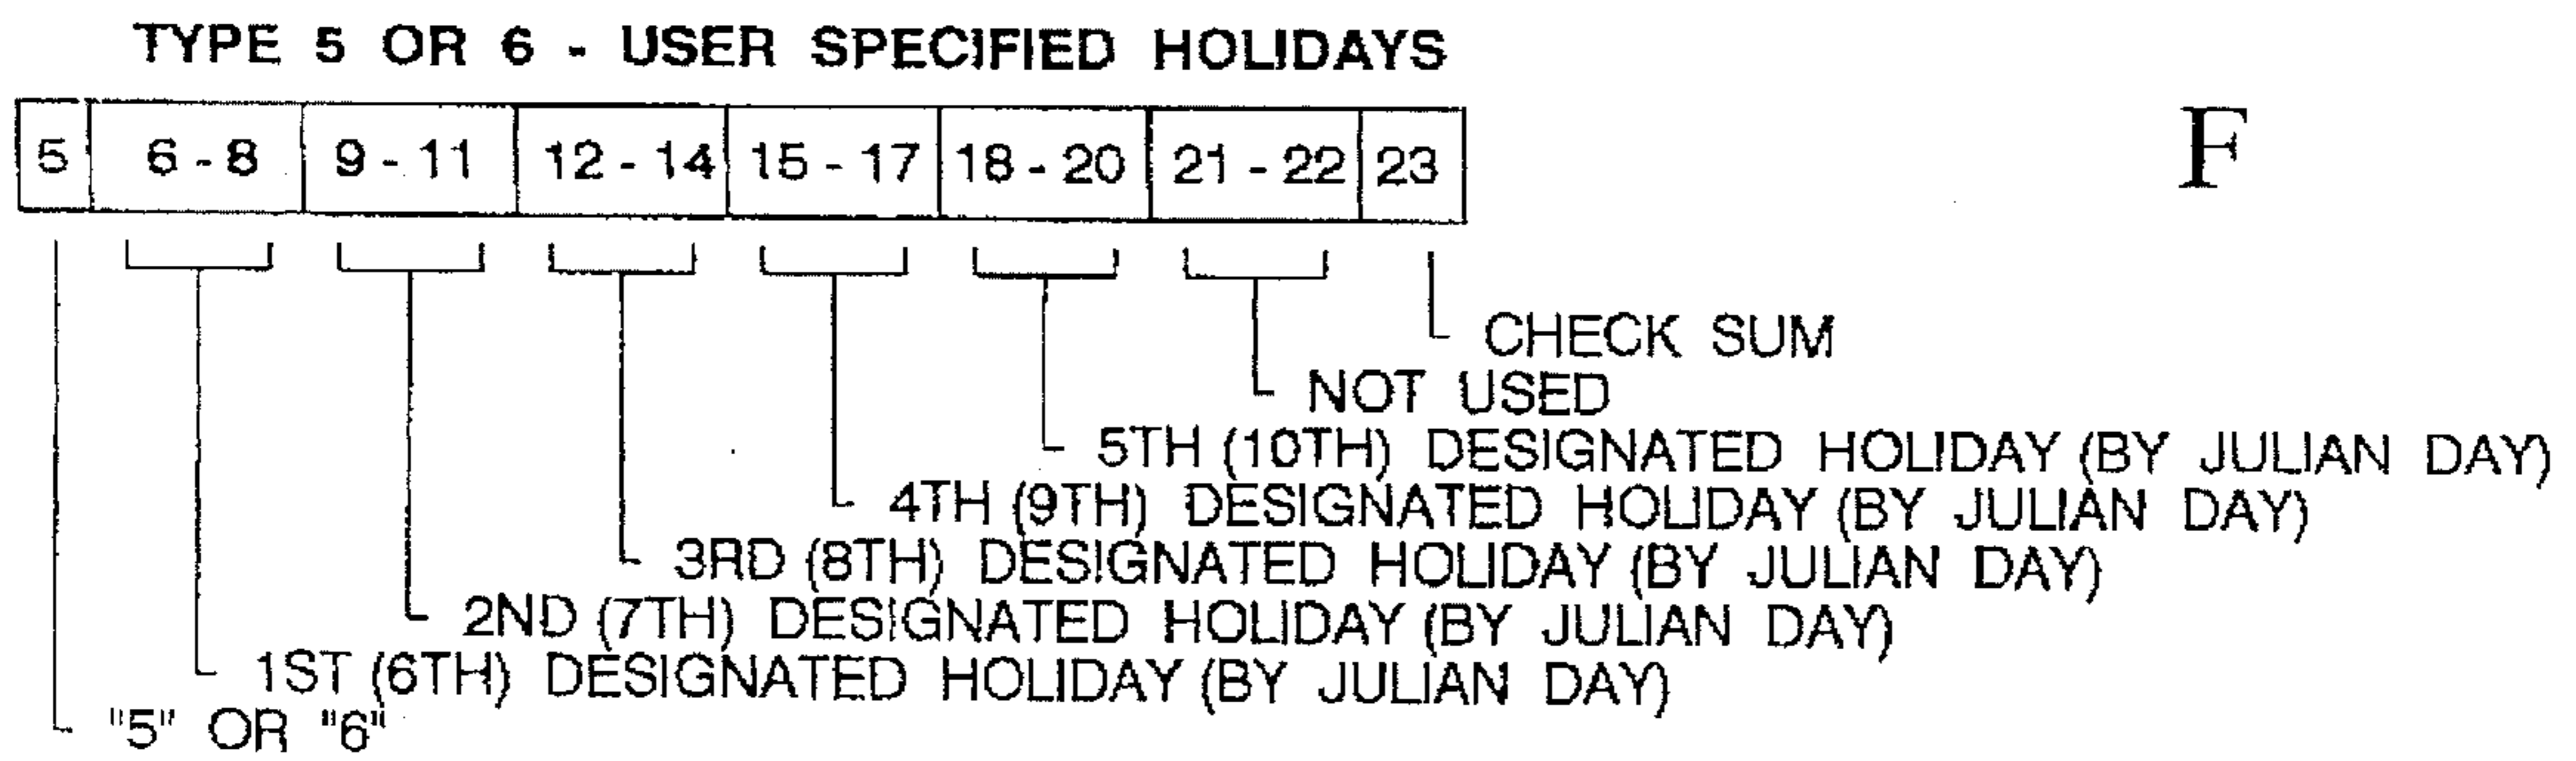 TYPE 5 OR 6 - USER SPECIFIED HOLIDAYS
5 6 - 8 9 - 11 12 - 14 15 - 17 18 - 20 21 - 22 23
F
CHECK SUM
NOT USED
5TH (10TH) DESIGNATED HOLIDAY (BY JULIAN DAY)
4TH (9TH) DESIGNATED HOLIDAY (BY JULIAN DAY)
3RD (8TH) DESIGNATED HOLIDAY (BY JULIAN DAY)
2ND (7TH) DESIGNATED HOLIDAY (BY JULIAN DAY)
1ST (6TH) DESIGNATED HOLIDAY (BY JULIAN DAY)
"5" OR "6"